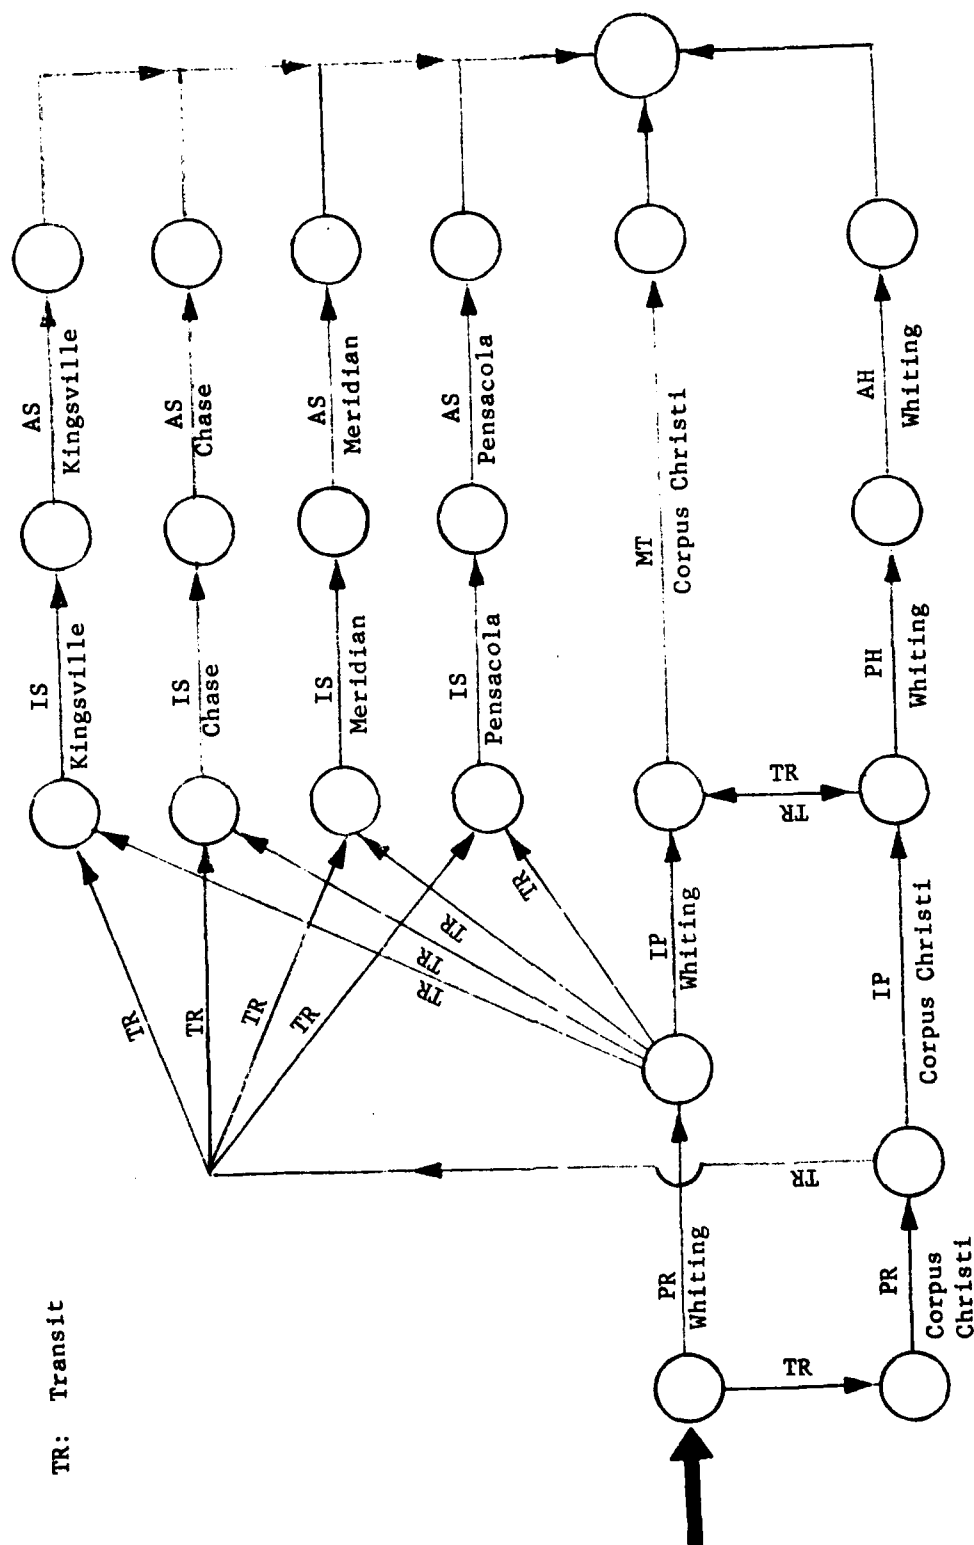 TR: Transit
AS
Kingsville
AS
Chase
AS
Meridian
AS
Pensacola
IS
Kingsville
IS
Chase
IS
Meridian
IS
Pensacola
MT
Corpus Christi
AH
Whiting
PH
Whiting
TR
TR
TR
TR
TR
TR
TR
TR
TR
TR
IP
Whiting
IP
Corpus Christi
TR
PR
Whiting
PR
Corpus
Christi
TR